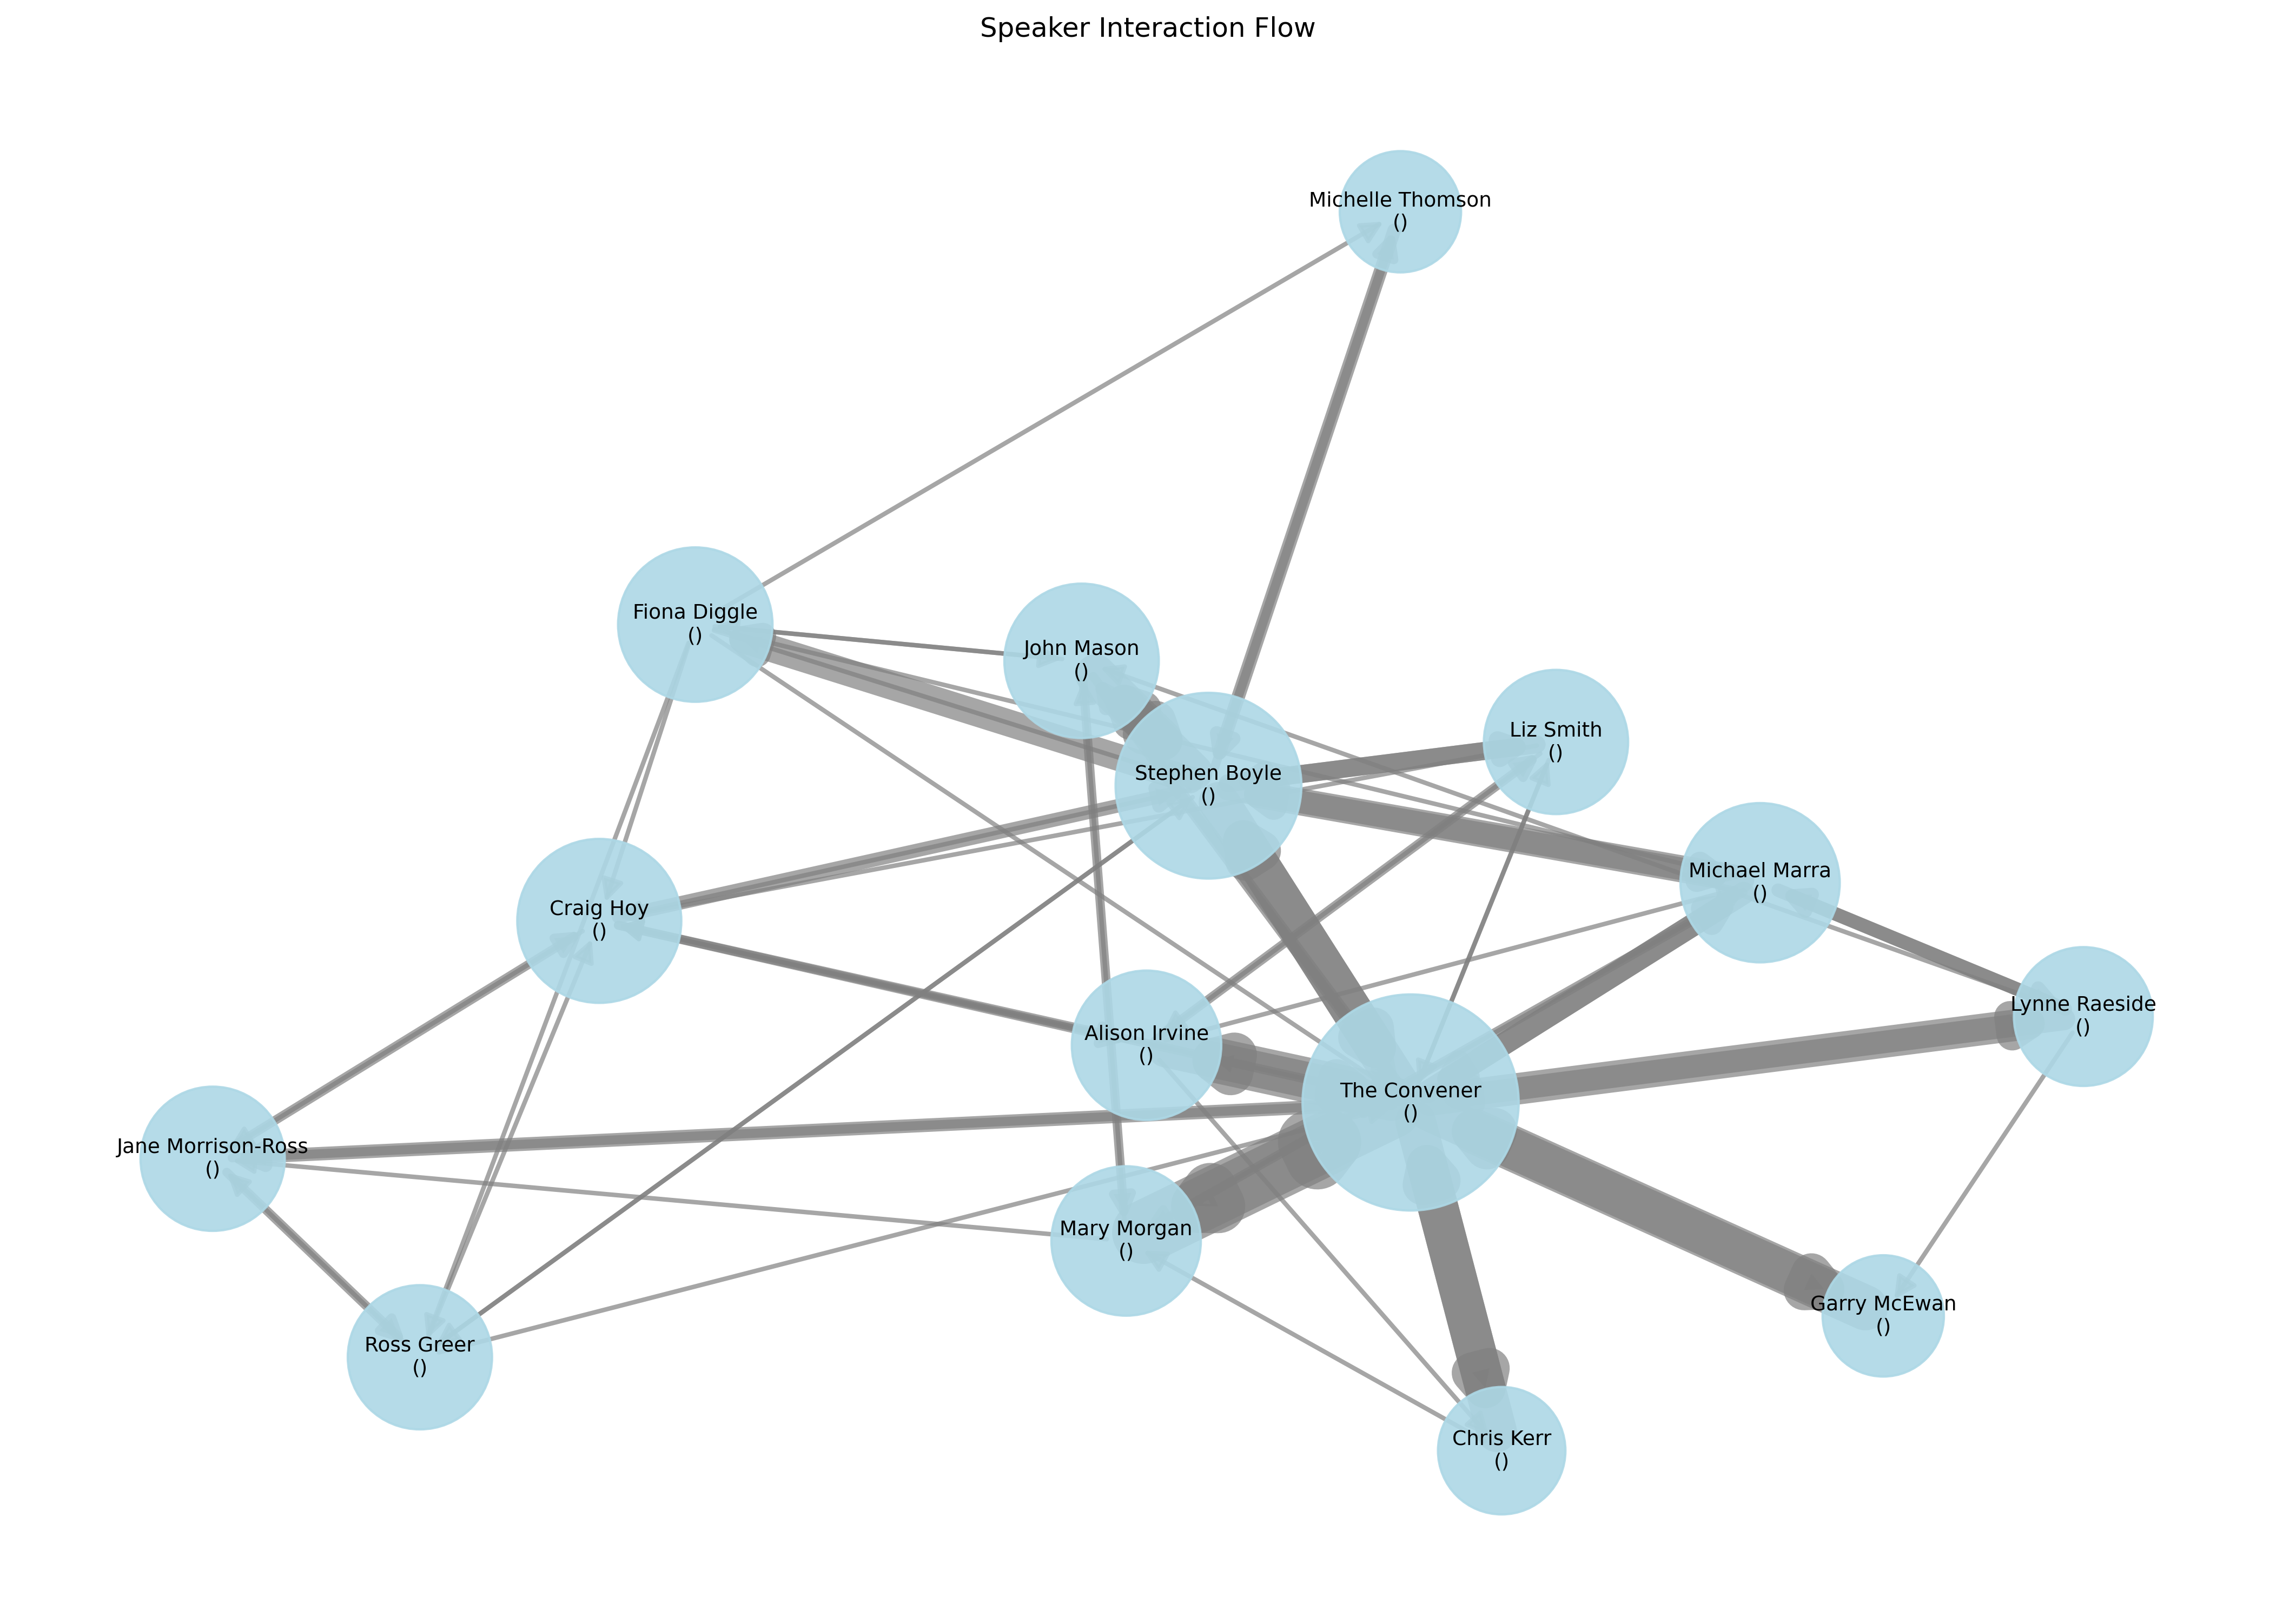 Speaker Interaction Flow
Michelle Thomson
()
Fiona Diggle
()
John Mason
()
Liz Smith
()
Stephen Boyle
()
Michael Marra
()
Craig Hoy
()
Lynne Raeside
()
Alison Irvine
()
The Convener
()
Jane Morrison-Ross
()
Mary Morgan
()
Garry McEwan
()
Ross Greer
()
Chris Kerr
()